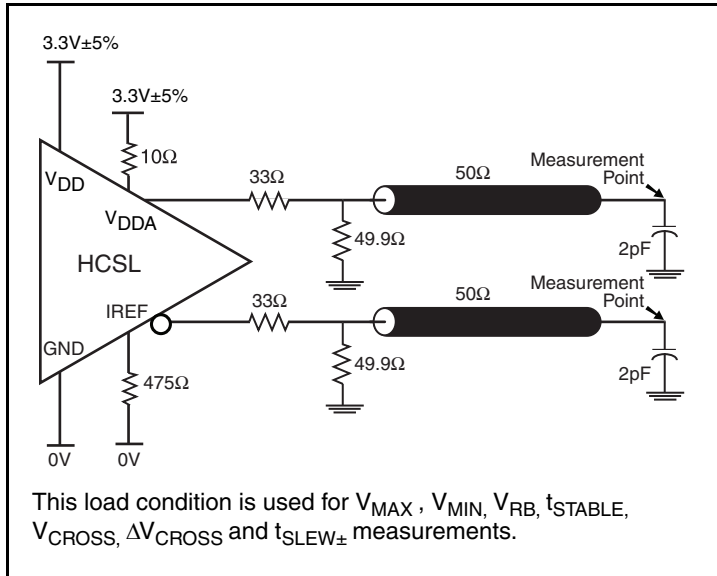 3.3V±5%
3.3V±5%
10Ω
VDD
VDDA
HCSL
IREF
GND
475Ω
0V
0V
33Ω
49.9Ω
50Ω
Measurement
Point
2pF
33Ω
49.9Ω
50Ω
Measurement
Point
2pF
This load condition is used for VMAX , VMIN, VRB, tSTABLE,
VCROSS, ΔVCROSS and tSLEW± measurements.